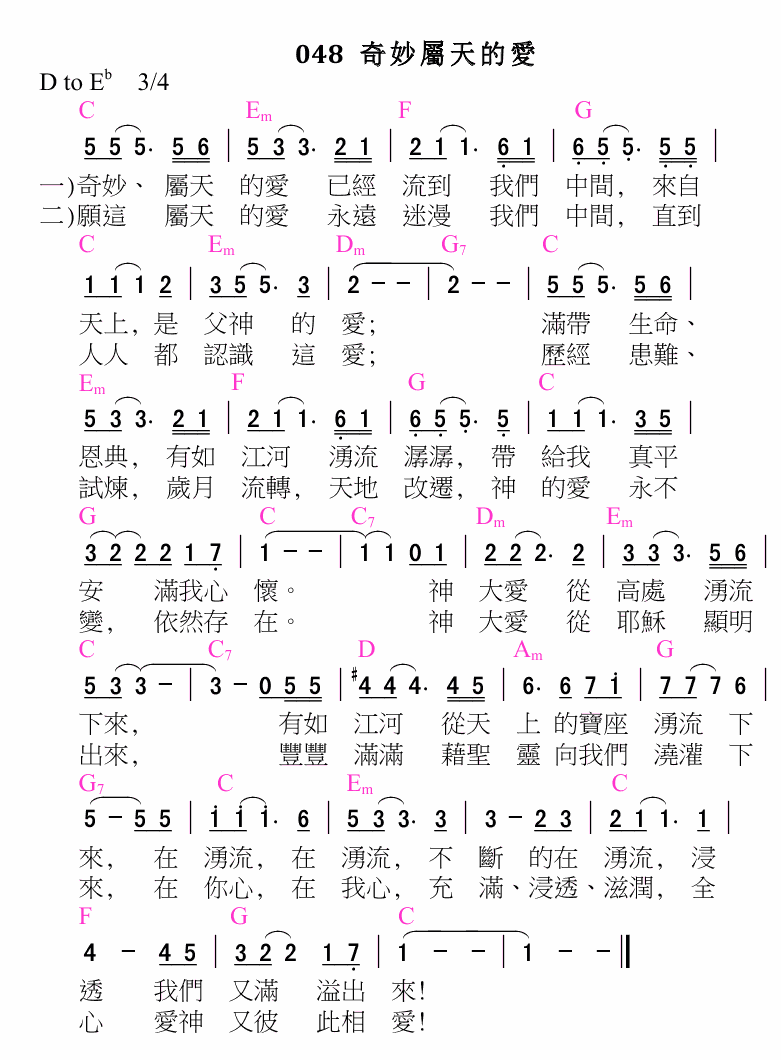 048 奇妙屬天的愛
D to Eb 3/4
C Em F G
5 5 5. 5 6 | 5 3 3. 2 1 | 2 1 1. 6 1 | 6 5 5. 5 5 |
一)奇妙、 屬天 的愛 已經 流到 我們 中間, 來自
二)願這 屬天 的愛 永遠 迷漫 我們 中間, 直到
C Em Dm G7 C
1 1 1 2 | 3 5 5. 3 | 2 - - | 2 - - | 5 5 5. 5 6 |
天上, 是 父神 的 愛; 滿帶 生命、
人人 都 認識 這 愛; 歷經 患難、
Em F G C
5 3 3. 2 1 | 2 1 1. 6 1 | 6 5 5. 5 | 1 1 1. 3 5 |
恩典, 有如 江河 湧流 潺潺, 帶 給我 真平
試煉, 歲月 流轉, 天地 改遷, 神 的愛 永不
G C C7 Dm Em
3 2 2 2 1 7 | 1 - - | 1 1 0 1 | 2 2 2. 2 | 3 3 3. 5 6 |
安 滿我心 懷。 神 大愛 從 高處 湧流
變, 依然存 在。 神 大愛 從 耶穌 顯明
C C7 D Am G
5 3 3 - | 3 - 0 5 5 | #4 4 4. 4 5 | 6. 6 7 i | 7 7 7 6 |
下來, 有如 江河 從天 上 的寶座 湧流 下
出來, 豐豐 滿滿 藉聖 靈 向我們 澆灌 下
G7 C Em C
5 - 5 5 | i i i. 6 | 5 3 3. 3 | 3 - 2 3 | 2 1 1. 1 |
來, 在 湧流, 在 湧流, 不 斷 的在 湧流, 浸
來, 在 你心, 在 我心, 充 滿、浸透、滋潤, 全
F G C
4 - 4 5 | 3 2 2 1 7 | 1 - - | 1 - - ‖
透 我們 又滿 溢出 來!
心 愛神 又彼 此相 愛!